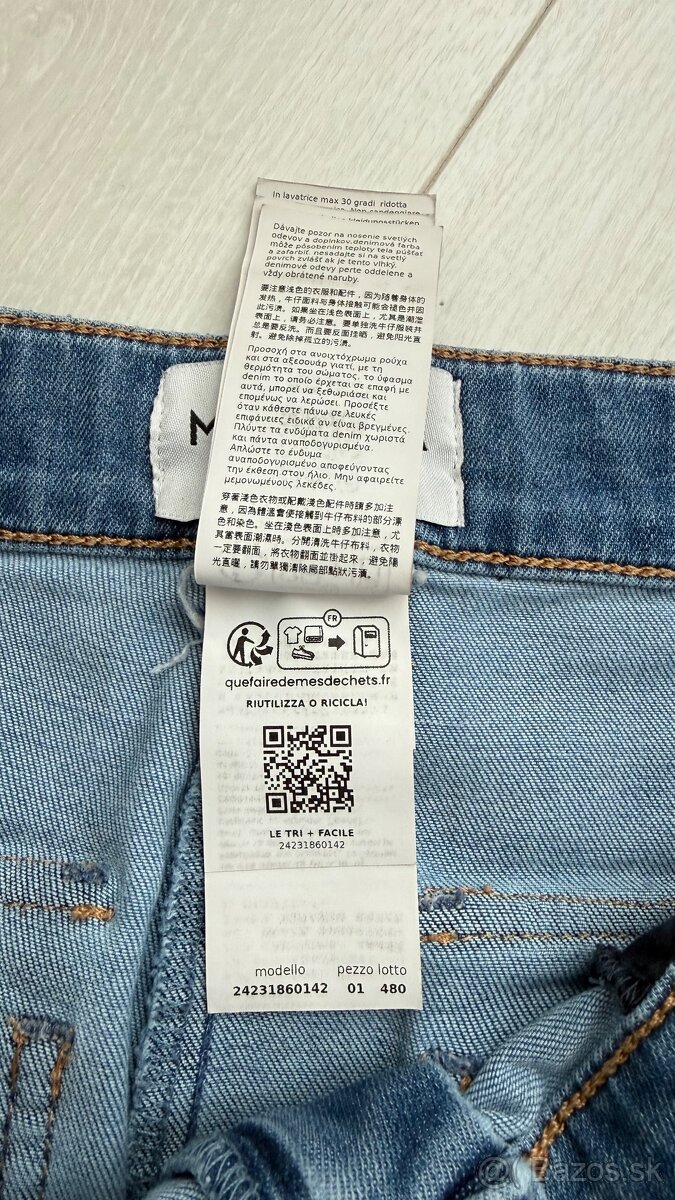 In lavatrice max 30 gradi ridotta
Dávajte pozor na nosenie svetlých
odevov a doplnkov.denimová farba
môže pôsobením teploty tela púšťať
a zafarbiť. nesadajte si na svetlý
povrch zvlášť ak je tento vlhký.
denimové odevy perte oddelene a
vždy obrátené naruby.
要注意浅色的衣服和配件，因为随着身体的
发热，牛仔面料与身体接触可能会褪色并因
此污渍。如果坐在浅色表面上，尤其是潮湿
表面上，请务必注意。要单独洗牛仔服装并
总是要反洗。而且要反面挂晒，避免阳光直
射。避免除掉孤立的污渍。
Προσοχή στα ανοιχτόχρωμα ρούχα
και στα αξεσουάρ γιατί, με τη
θερμότητα του σώματος, το ύφασμα
denim το οποίο έρχεται σε επαφή με
αυτά, μπορεί να ξεθωριάσει και
επομένως να λερώσει. Προσέξτε
όταν κάθεστε πάνω σε λευκές
επιφάνειες ειδικά αν είναι βρεγμένες.
Πλύντε τα ενδύματα denim χωριστά
και πάντα αναποδογυρισμένα.
Απλώστε το ένδυμα
αναποδογυρισμένο αποφεύγοντας
την έκθεση στον ήλιο. Μην αφαιρείτε
μεμονωμένους λεκέδες.
穿著淺色衣物或配戴淺色配件時請多加注
意，因為體溫會使接觸到牛仔布料的部分漂
色和染色。坐在淺色表面上時多加注意，尤
其當表面潮濕時。分開清洗牛仔布料，衣物
一定要翻面，將衣物翻面並掛起來，避免陽
光直曬，請勿單獨清除局部點狀污漬。
FR
quefairedemesdechets.fr
RIUTILIZZA O RICICLA!
LE TRI + FACILE
24231860142
modello pezzo lotto
24231860142 01 480
Bazos.sk